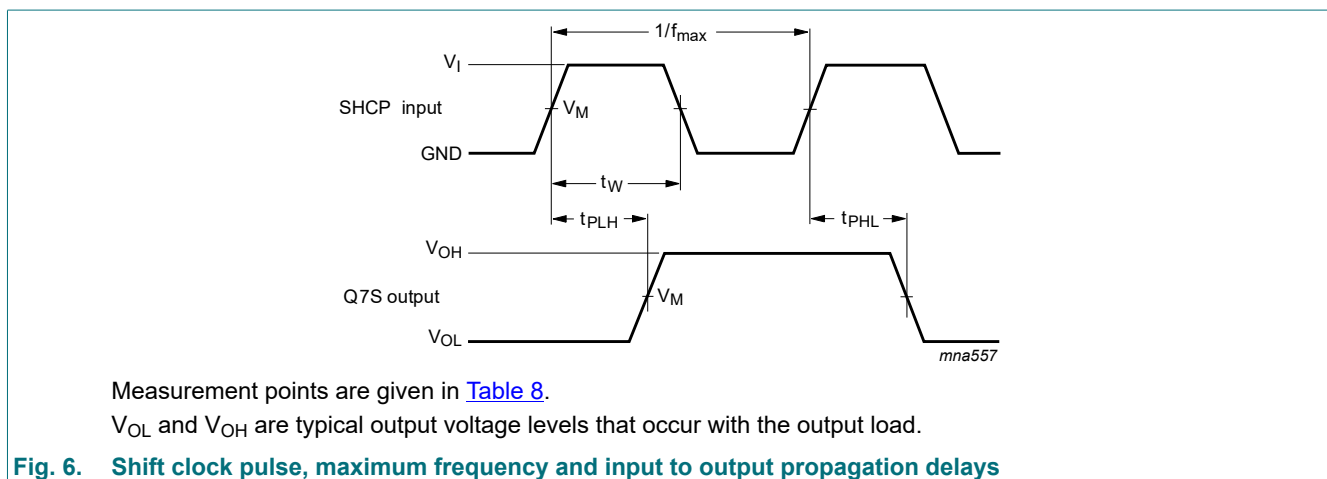 1/fmax
VI
SHCP input
VM
GND
tW
tPLH
tPHL
VOH
Q7S output
VM
VOL
mna557
Measurement points are given in Table 8.
VOL and VOH are typical output voltage levels that occur with the output load.
Fig. 6. Shift clock pulse, maximum frequency and input to output propagation delays